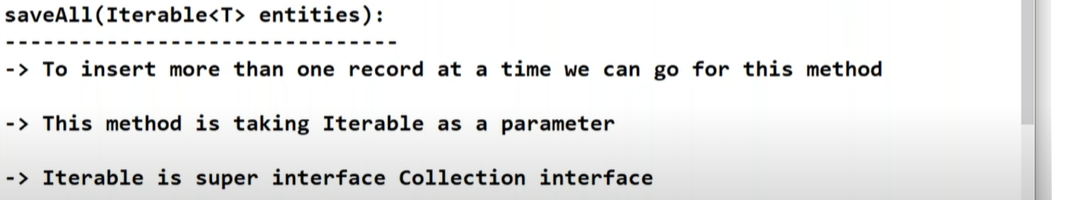 saveAll(Iterable<T> entities):
-------------------------------
-> To insert more than one record at a time we can go for this method
-> This method is taking Iterable as a parameter
-> Iterable is super interface Collection interface